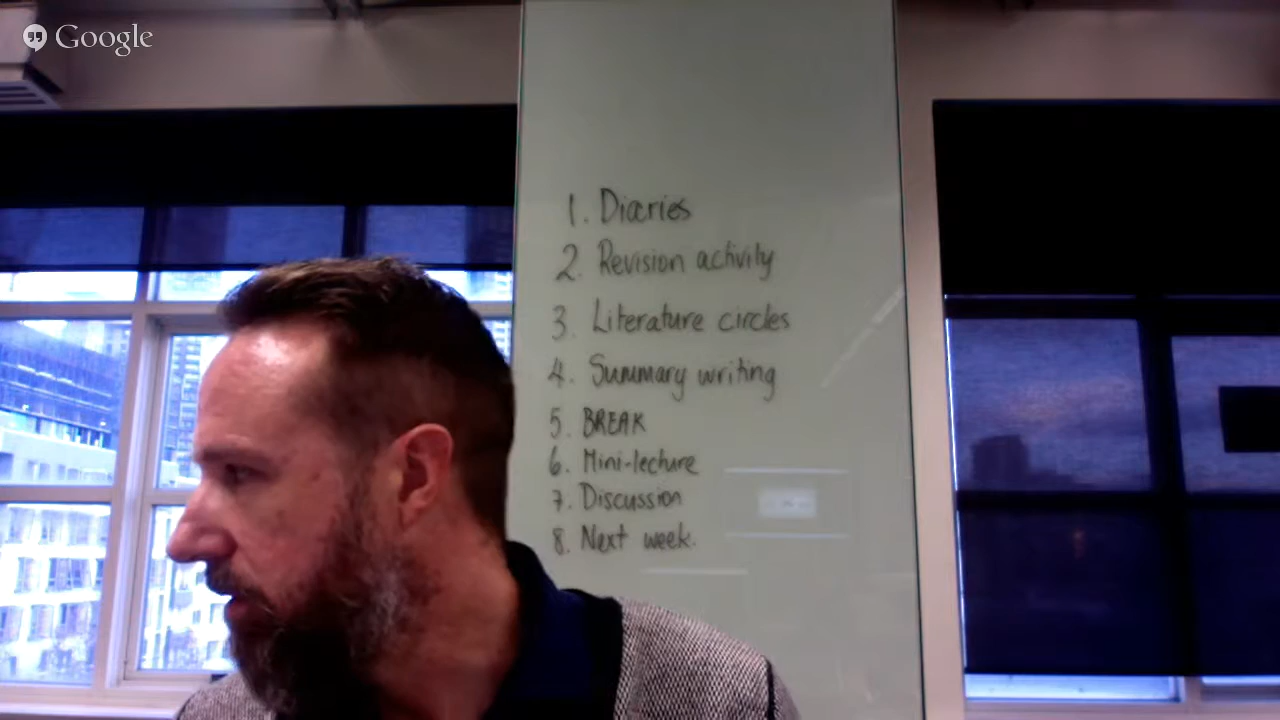 Google
1. Diaries
2. Revision activity
3. Literature circles
4. Summary writing
5. BREAK
6. Mini-lecture
7. Discussion
8. Next week.